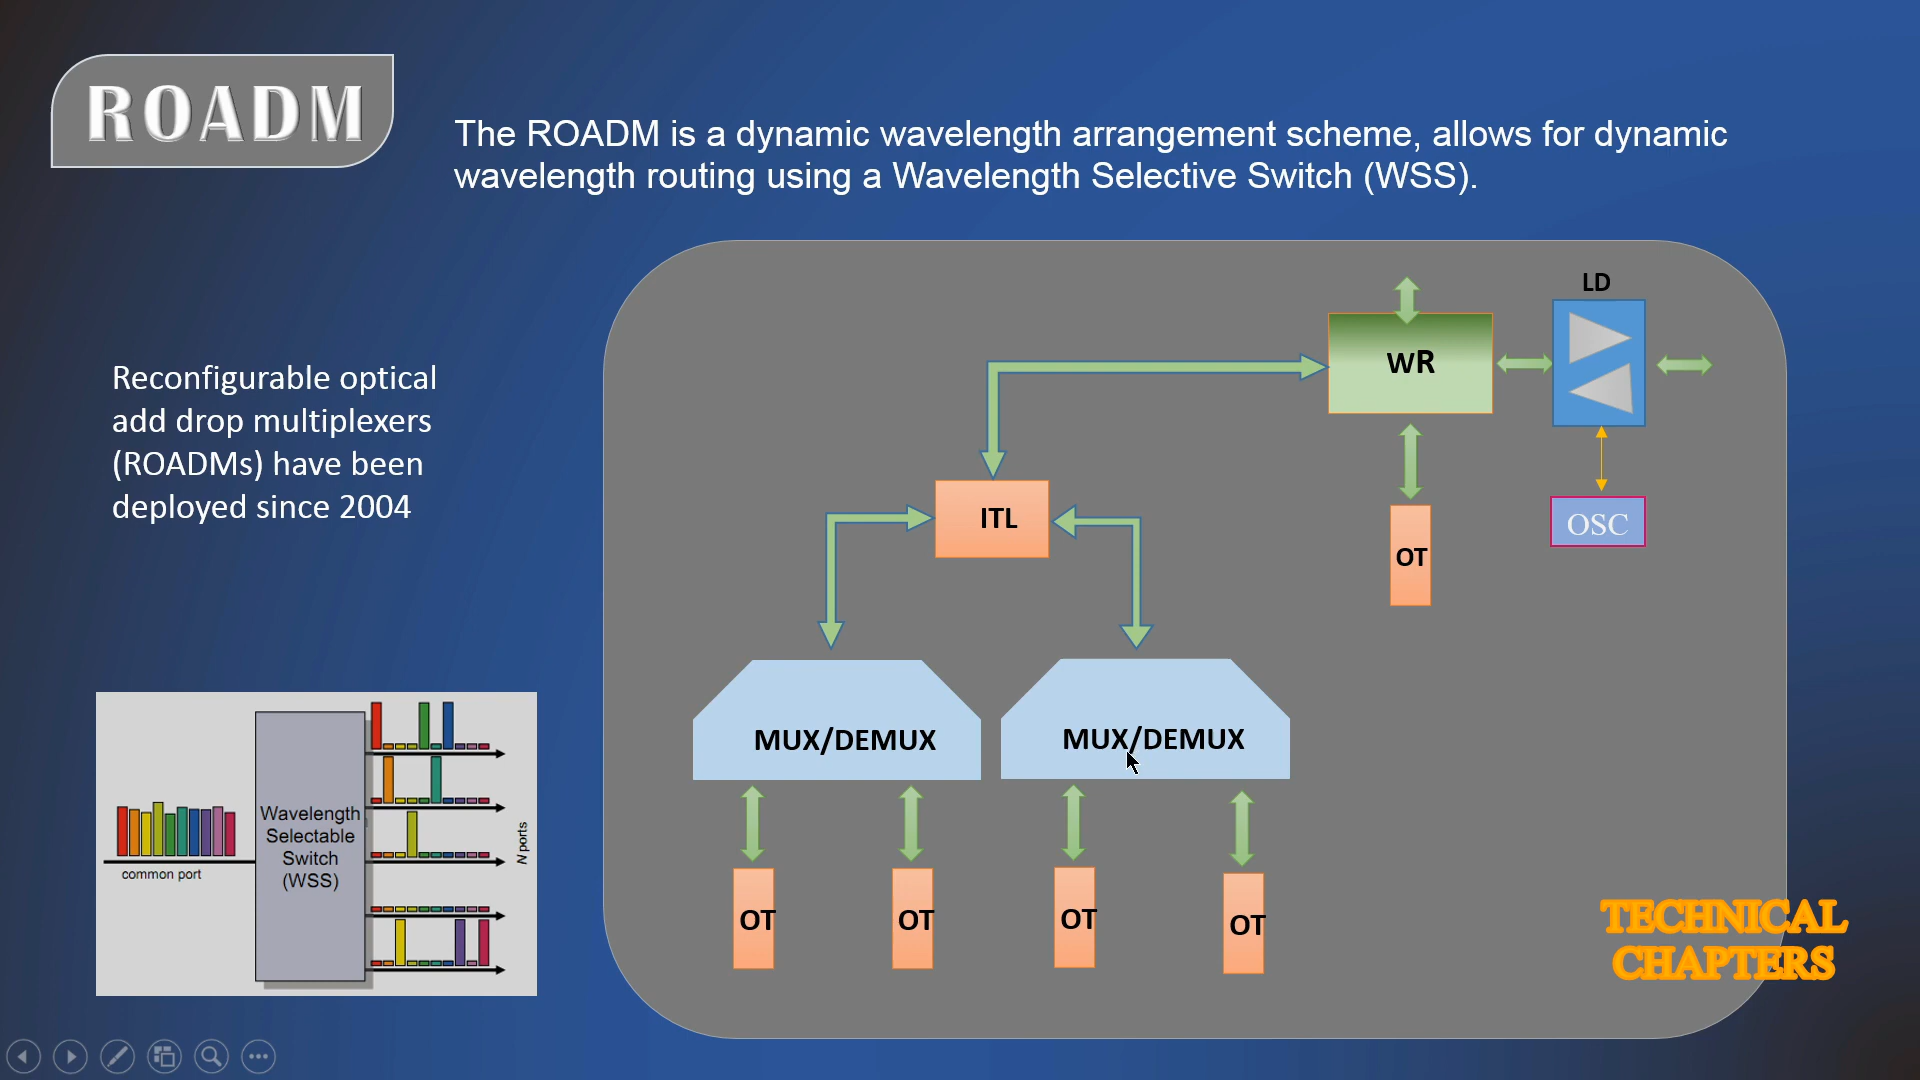 ROADM
The ROADM is a dynamic wavelength arrangement scheme, allows for dynamic
wavelength routing using a Wavelength Selective Switch (WSS).
Reconfigurable optical
add drop multiplexers
(ROADMs) have been
deployed since 2004
LD
WR
ITL
OT
OSC
MUX/DEMUX
MUX/DEMUX
OT
OT
OT
OT
Wavelength
Selectable
Switch
(WSS)
common port
N ports
TECHNICAL
CHAPTERS